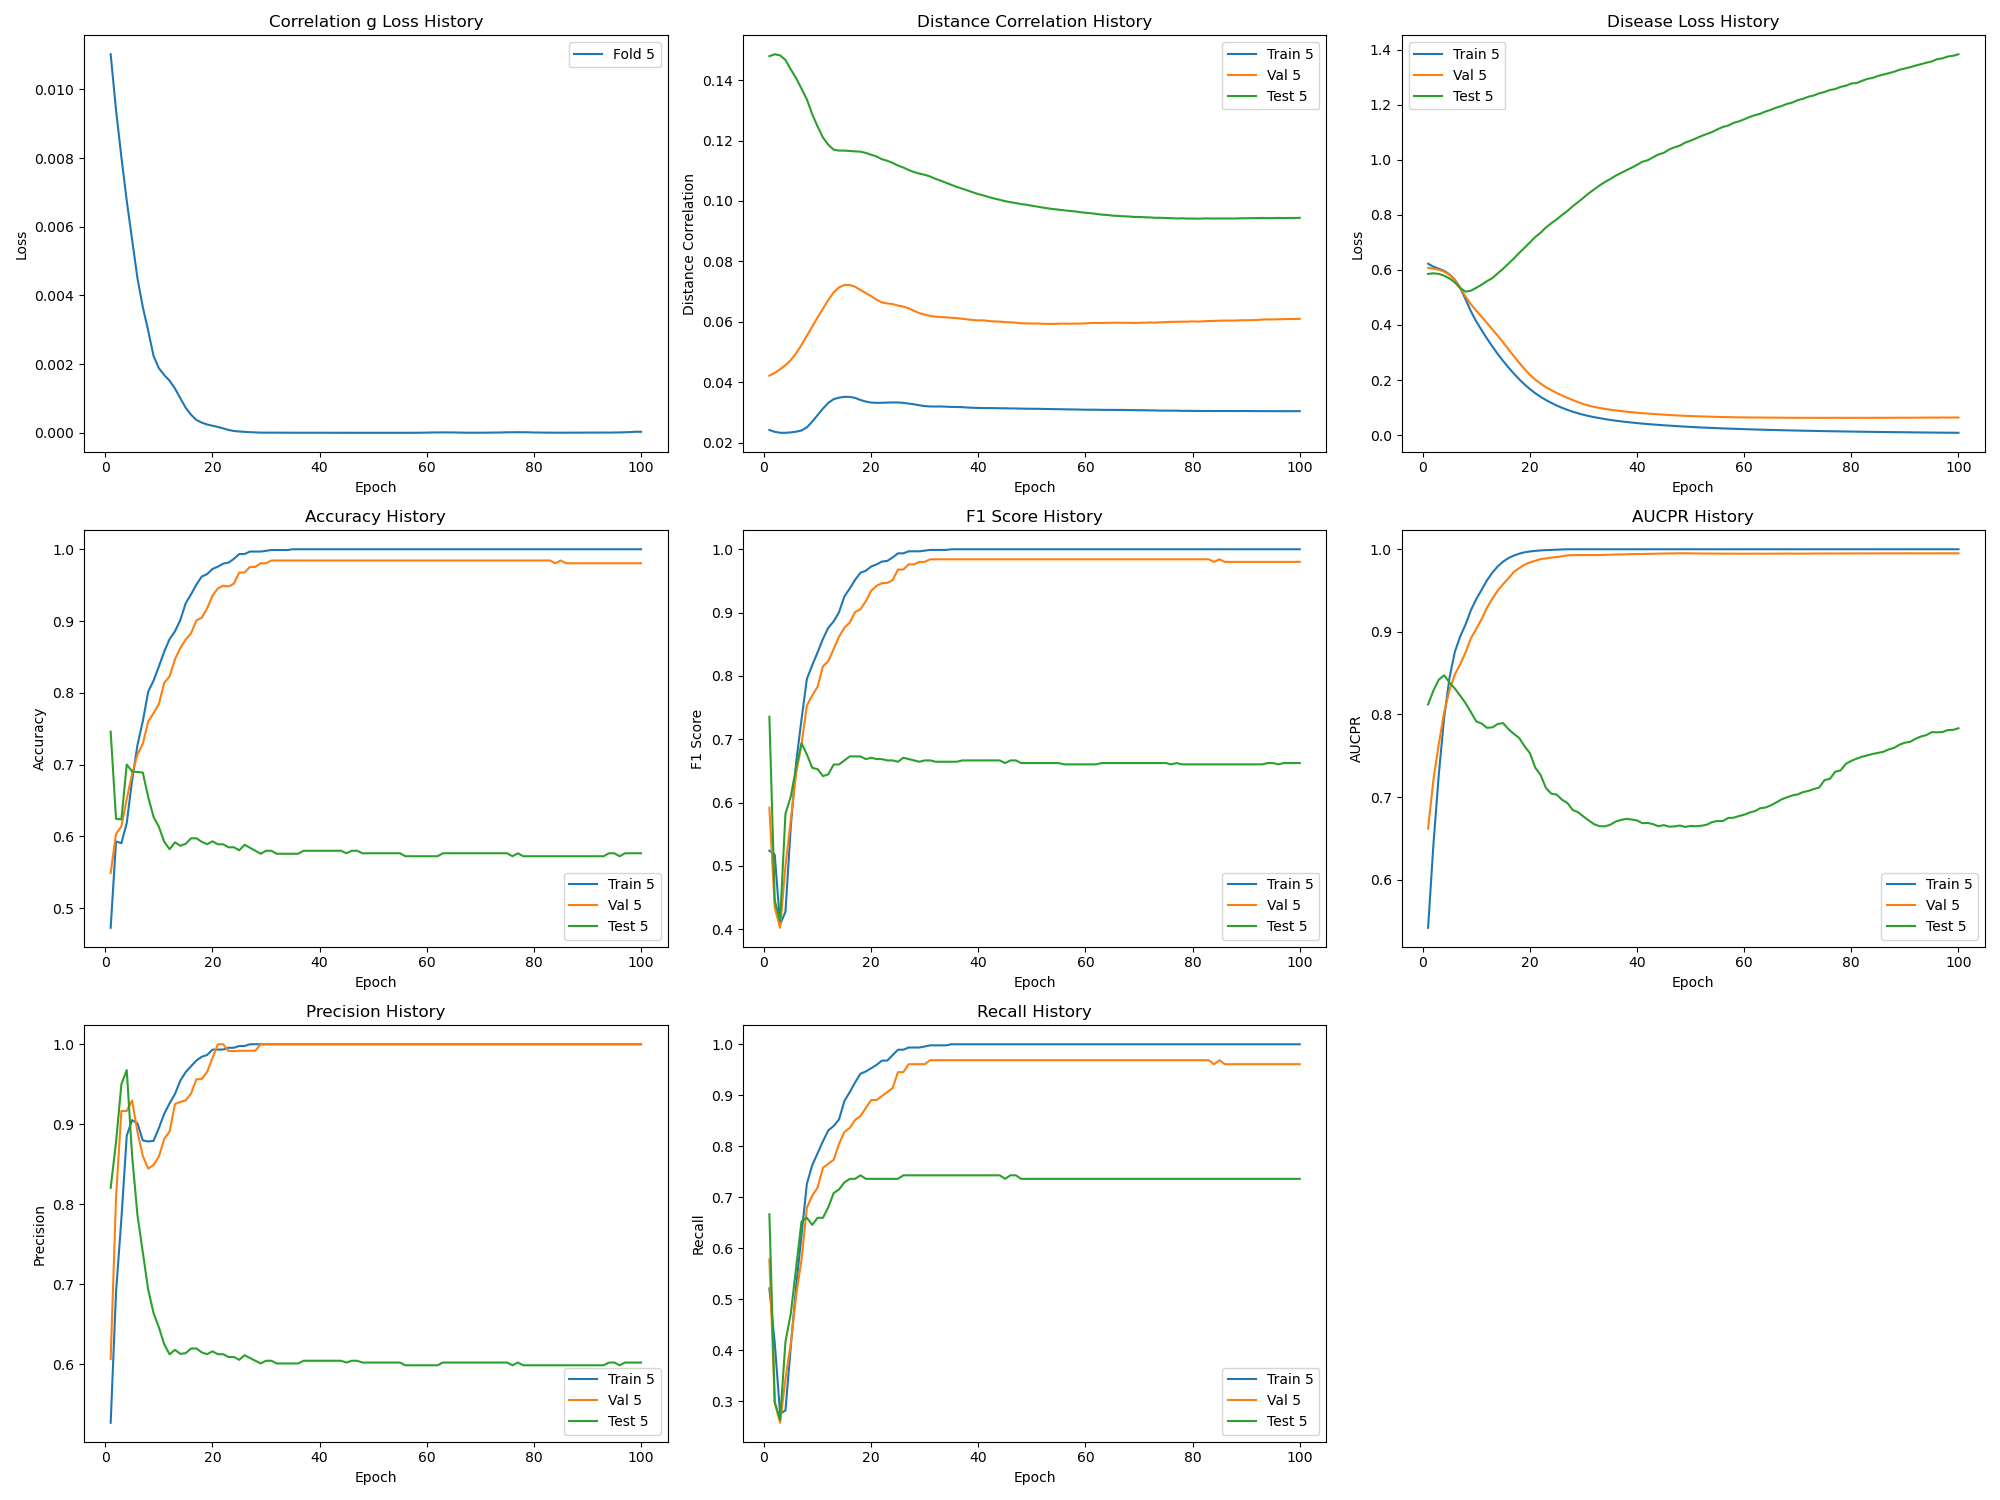 Correlation g Loss History
Loss
0.010
0.008
0.006
0.004
0.002
0.000
0 20 40 60 80 100
Epoch
Fold 5
Distance Correlation History
Distance Correlation
0.14
0.12
0.10
0.08
0.06
0.04
0.02
0 20 40 60 80 100
Epoch
Train 5
Val 5
Test 5
Disease Loss History
Loss
1.4
1.2
1.0
0.8
0.6
0.4
0.2
0.0
0 20 40 60 80 100
Epoch
Train 5
Val 5
Test 5
Accuracy History
Accuracy
1.0
0.9
0.8
0.7
0.6
0.5
0 20 40 60 80 100
Epoch
Train 5
Val 5
Test 5
F1 Score History
F1 Score
1.0
0.9
0.8
0.7
0.6
0.5
0.4
0 20 40 60 80 100
Epoch
Train 5
Val 5
Test 5
AUCPR History
AUCPR
1.0
0.9
0.8
0.7
0.6
0 20 40 60 80 100
Epoch
Train 5
Val 5
Test 5
Precision History
Precision
1.0
0.9
0.8
0.7
0.6
0 20 40 60 80 100
Epoch
Train 5
Val 5
Test 5
Recall History
Recall
1.0
0.9
0.8
0.7
0.6
0.5
0.4
0.3
0 20 40 60 80 100
Epoch
Train 5
Val 5
Test 5